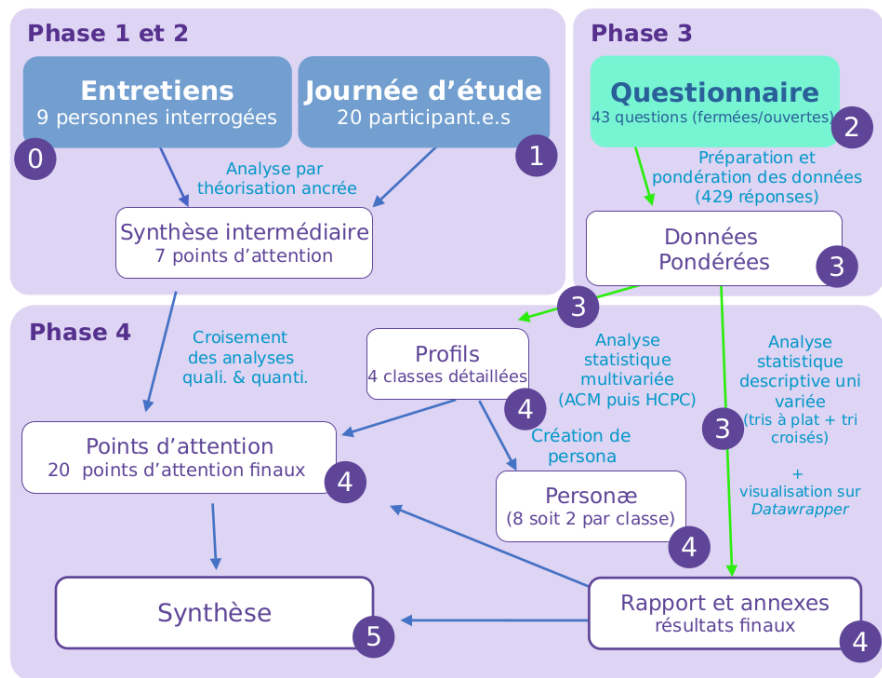 Phase 1 et 2
Entretiens
9 personnes interrogées
0
Journée d’étude
20 participant.e.s
1
Analyse par
théorisation ancrée
Synthèse intermédiaire
7 points d’attention
Phase 3
Questionnaire
43 questions (fermées/ouvertes)
2
Préparation et
pondération des données
(429 réponses)
Données
Pondérées
3
Phase 4
Croisement
des analyses
quali. & quanti.
3
Profils
4 classes détaillées
4
Analyse
statistique
multivariée
(ACM puis HCPC)
Analyse
statistique
descriptive uni
variée
(tris à plat + tri
croisés)
+
visualisation sur
Datawrapper
3
Points d’attention
20 points d’attention finaux
4
Création de
persona
Personæ
(8 soit 2 par classe)
4
Synthèse
5
Rapport et annexes
résultats finaux
4